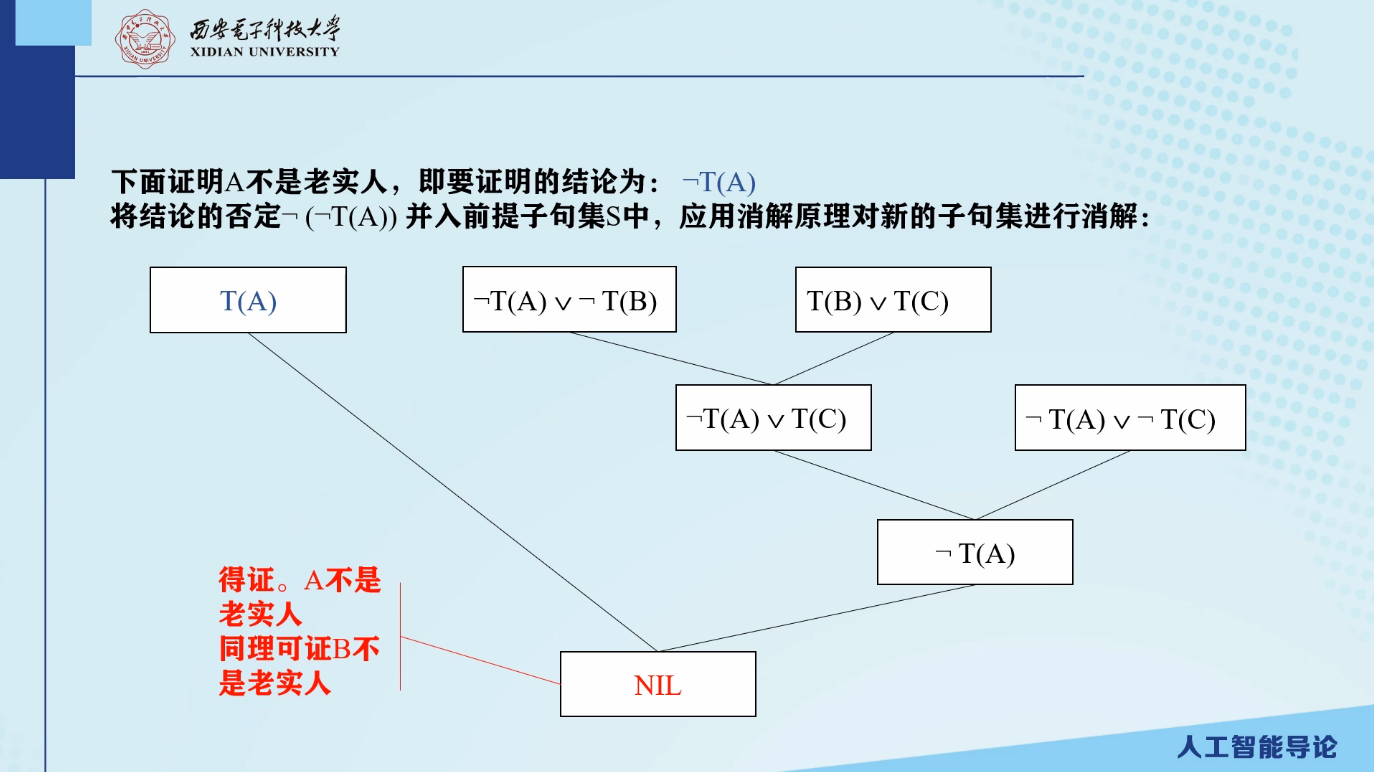 西安电子科技大学
XIDIAN UNIVERSITY
下面证明A不是老实人，即要证明的结论为： ¬T(A)
将结论的否定¬ (¬T(A)) 并入前提子句集S中，应用消解原理对新的子句集进行消解：
T(A)
¬T(A) ∨ ¬ T(B)
T(B) ∨ T(C)
¬T(A) ∨ T(C)
¬ T(A) ∨ ¬ T(C)
¬ T(A)
得证。A不是
老实人
同理可证B不
是老实人
NIL
人工智能导论